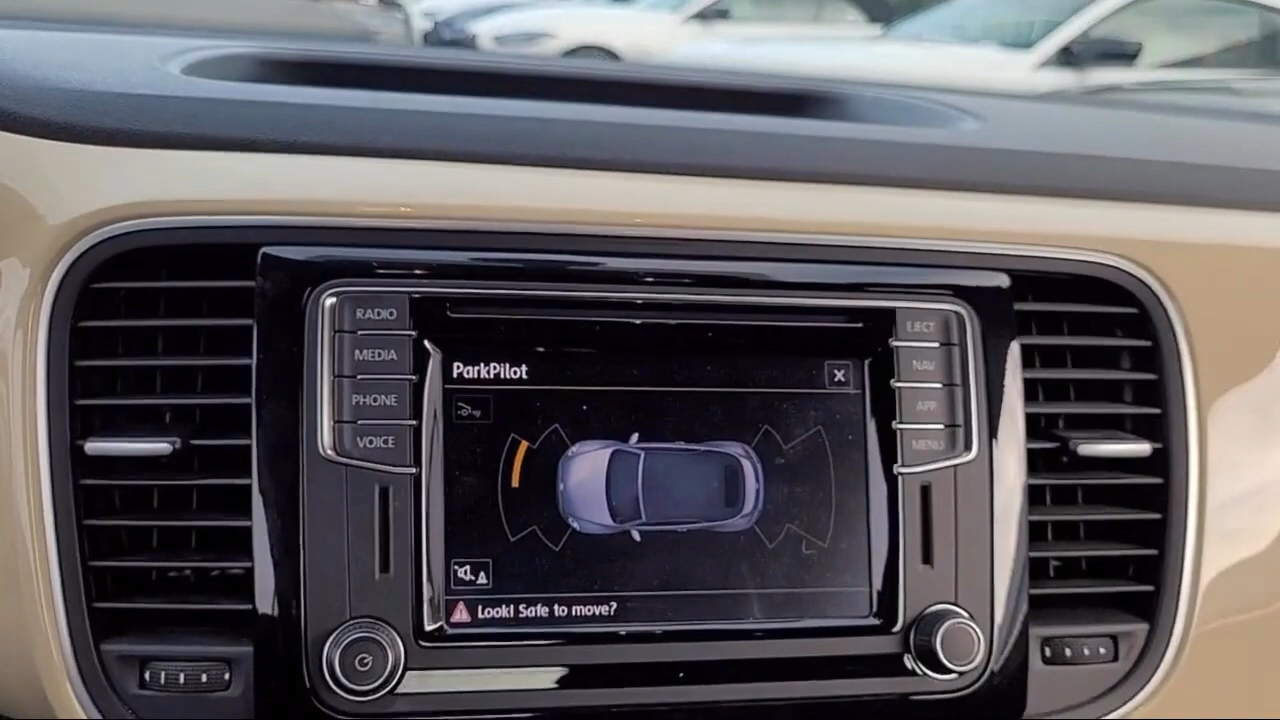 RADIO
MEDIA
PHONE
VOICE
EJECT
NAV
APP
MENU
ParkPilot
Look! Safe to move?